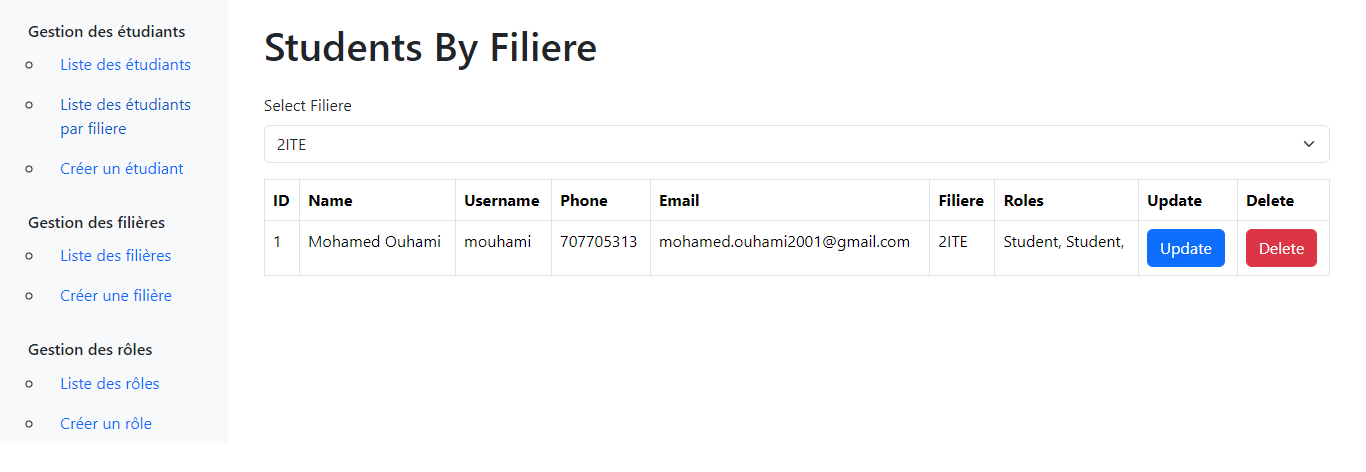 Gestion des étudiants
Liste des étudiants
Liste des étudiants
par filiere
Créer un étudiant
Gestion des filières
Liste des filières
Créer une filière
Gestion des rôles
Liste des rôles
Créer un rôle
Students By Filiere
Select Filiere
2ITE
ID Name Username Phone Email Filiere Roles Update Delete
1 Mohamed Ouhami mouhami 707705313 mohamed.ouhami2001@gmail.com 2ITE Student, Student, Update Delete